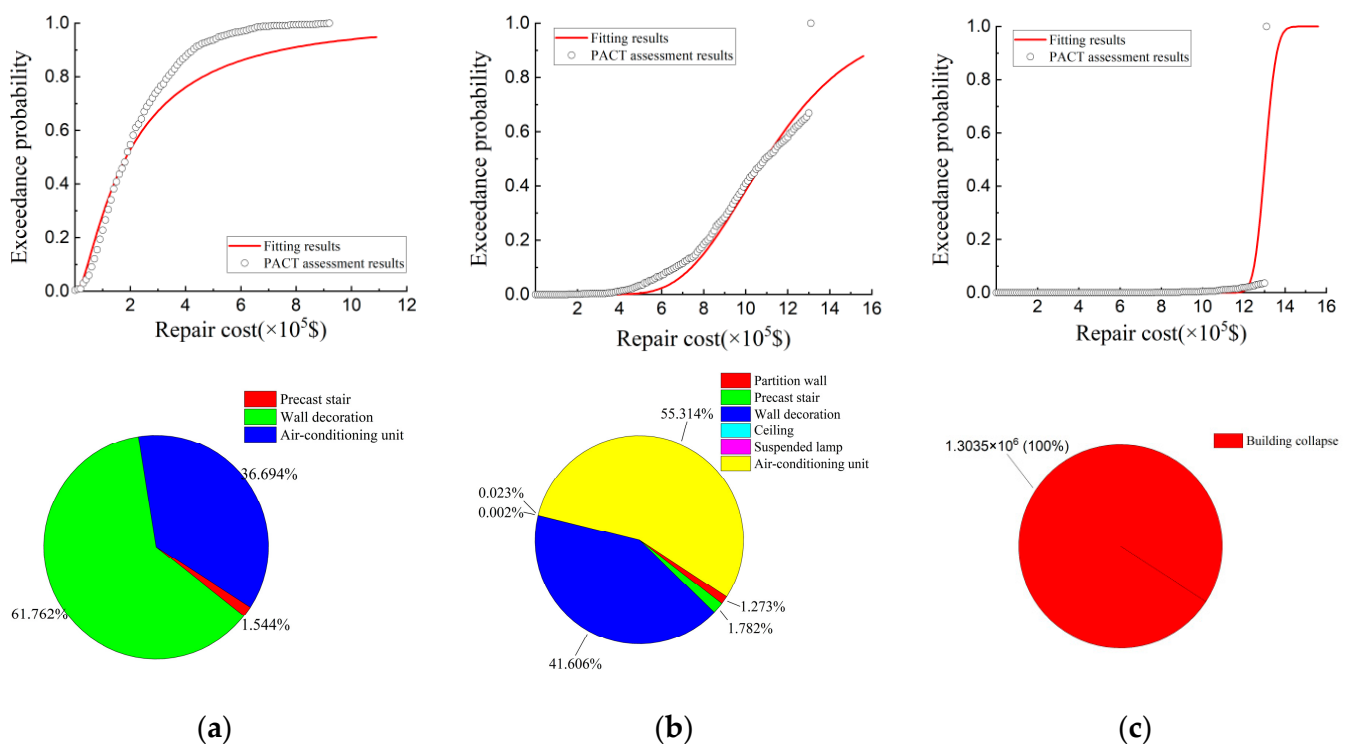 Exceedance probability
1.0
0.8
0.6
0.4
0.2
0.0
2
4
6
8
10
12
Repair cost(×10⁵$)
Fitting results
PACT assessment results
Exceedance probability
1.0
0.8
0.6
0.4
0.2
0.0
2
4
6
8
10
12
14
16
Repair cost(×10⁵$)
Fitting results
PACT assessment results
Exceedance probability
1.0
0.8
0.6
0.4
0.2
0.0
2
4
6
8
10
12
14
16
Repair cost(×10⁵$)
Fitting results
PACT assessment results
Precast stair
Wall decoration
Air-conditioning unit
36.694%
61.762%
1.544%
Partition wall
Precast stair
Wall decoration
Ceiling
Suspended lamp
Air-conditioning unit
55.314%
0.023%
0.002%
1.273%
1.782%
41.606%
1.3035×10⁶ (100%)
Building collapse
(a)
(b)
(c)